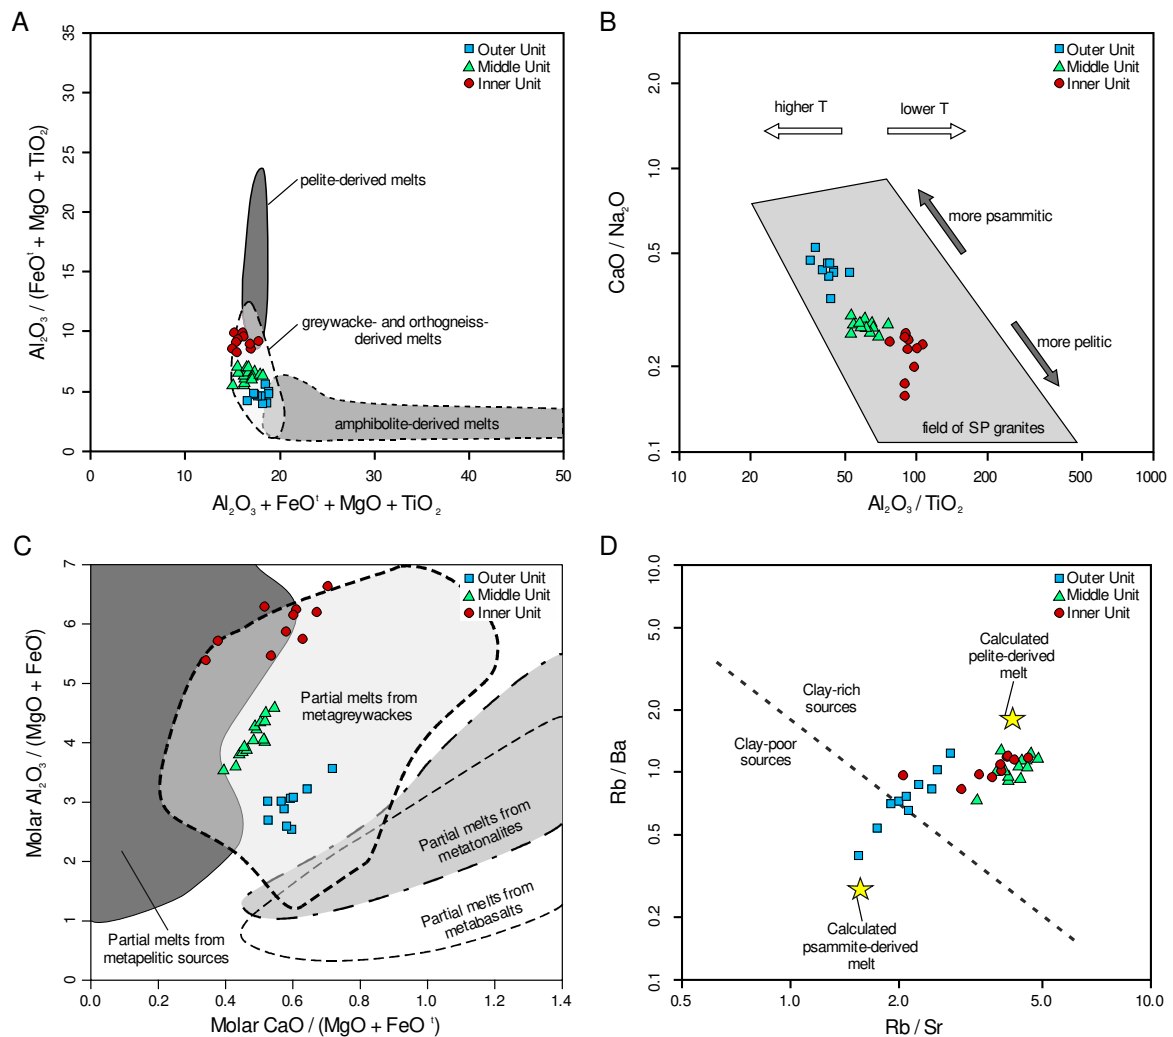 A
35
30
25
20
15
10
5
0
0
10
20
30
40
50
Al₂O₃ / (FeOᵗ + MgO + TiO₂)
Al₂O₃ + FeOᵗ + MgO + TiO₂
Outer Unit
Middle Unit
Inner Unit
pelite-derived melts
greywacke- and orthogneiss-
derived melts
amphibolite-derived melts
B
2.0
1.0
0.5
0.2
0.1
10
20
50
100
200
500
1000
CaO / Na₂O
Al₂O₃ / TiO₂
Outer Unit
Middle Unit
Inner Unit
higher T
lower T
more psammitic
more pelitic
field of SP granites
C
7
6
5
4
3
2
1
0
0.0
0.2
0.4
0.6
0.8
1.0
1.2
1.4
Molar Al₂O₃ / (MgO + FeOᵗ)
Molar CaO / (MgO + FeO ᵗ)
Outer Unit
Middle Unit
Inner Unit
Partial melts from
metagreywackes
Partial melts from
metatonalites
Partial melts from
metabasalts
Partial melts from
metapelitic sources
D
10.0
5.0
2.0
1.0
0.5
0.2
0.1
0.5
1.0
2.0
5.0
10.0
Rb / Ba
Rb / Sr
Outer Unit
Middle Unit
Inner Unit
Calculated
pelite-derived
melt
Clay-rich
sources
Clay-poor
sources
Calculated
psammite-derived
melt